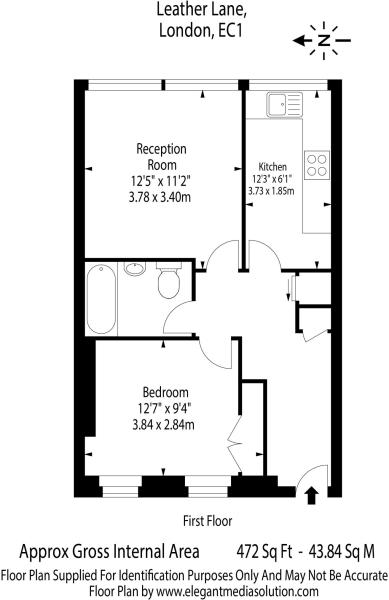 Leather Lane,
London, EC1
N
Reception
Room
12'5" x 11'2"
3.78 x 3.40m
Kitchen
12'3" x 6'1"
3.73 x 1.85m
Bedroom
12'7" x 9'4"
3.84 x 2.84m
First Floor
Approx Gross Internal Area 472 Sq Ft - 43.84 Sq M
Floor Plan Supplied For Identification Purposes Only And May Not Be Accurate
Floor Plan by www.elegantmediasolution.com